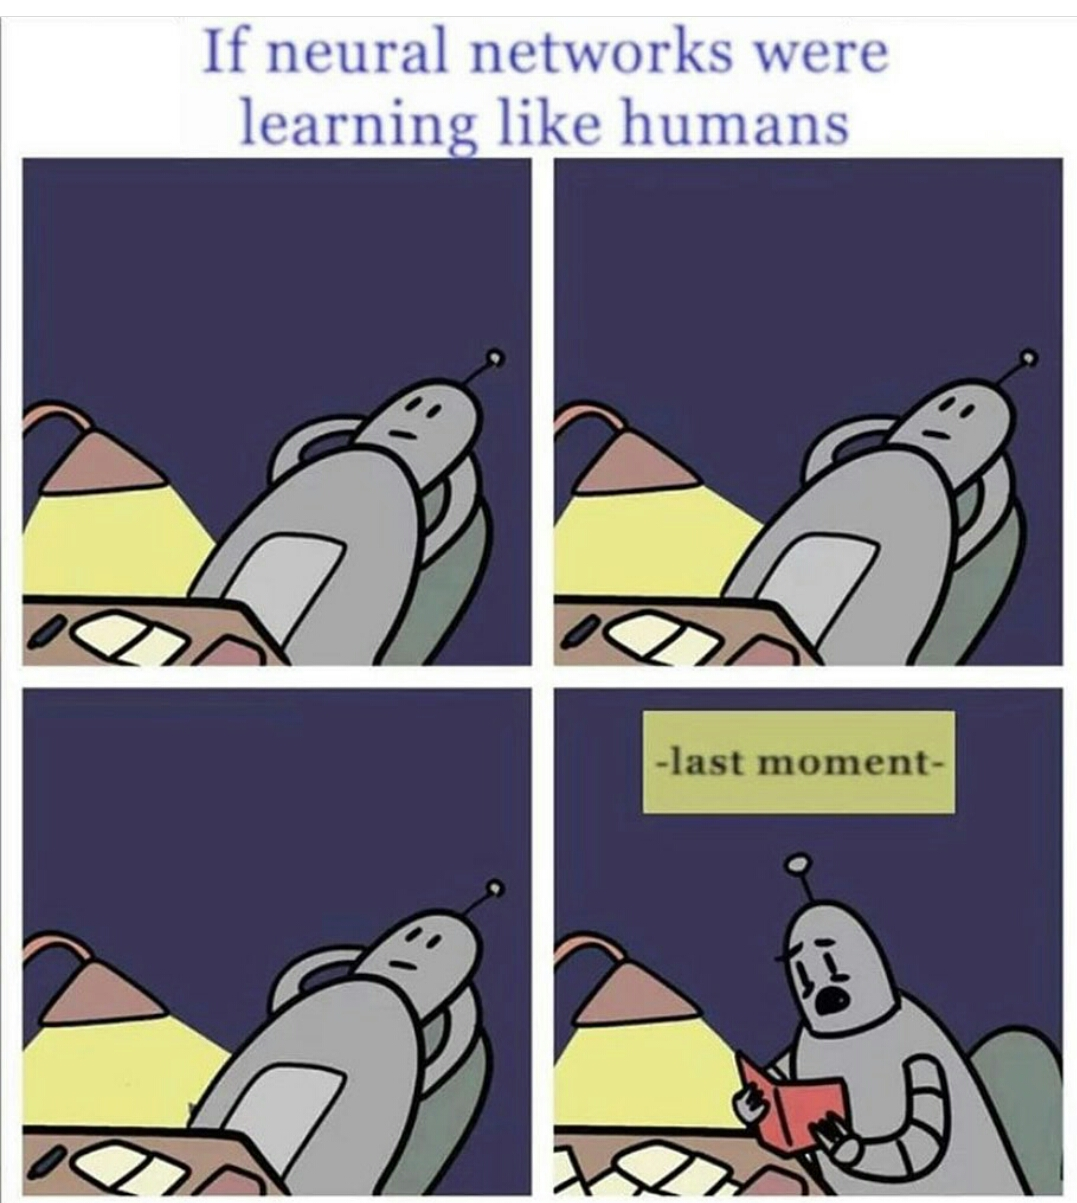 If neural networks were
learning like humans
-last moment-